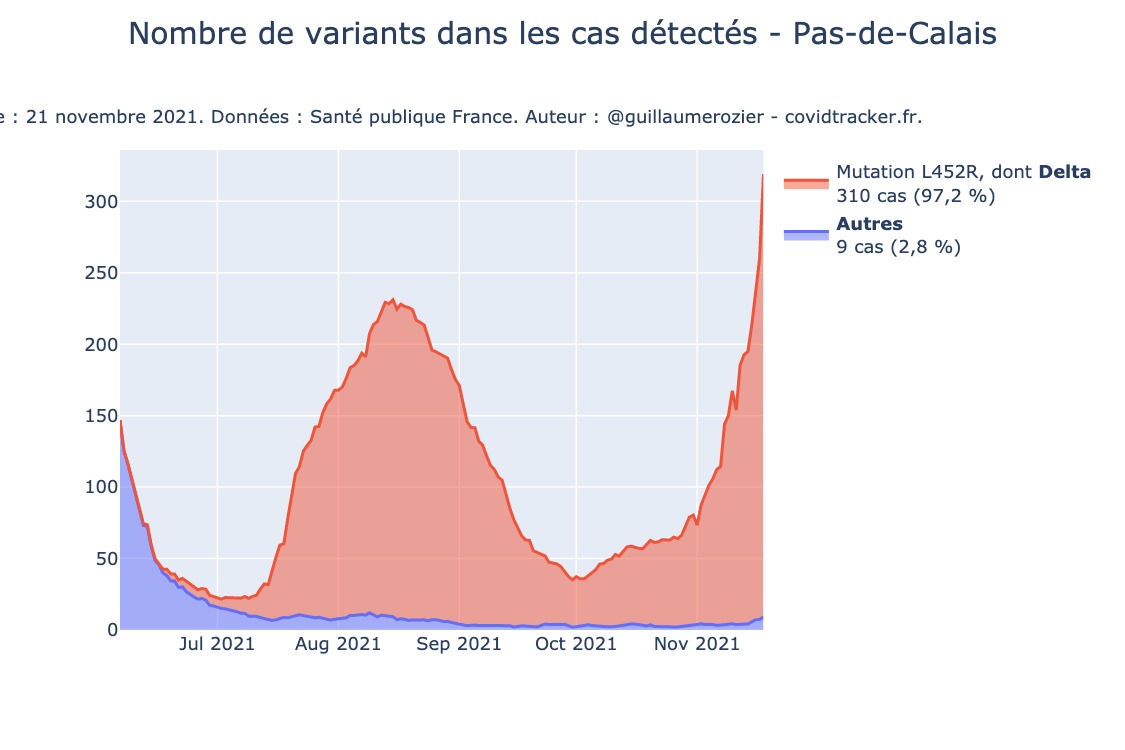 Nombre de variants dans les cas détectés - Pas-de-Calais
: 21 novembre 2021. Données : Santé publique France. Auteur : @guillaumerozier - covidtracker.fr.
Mutation L452R, dont Delta
310 cas (97,2 %)
Autres
9 cas (2,8 %)
300
250
200
150
100
50
0
Jul 2021 Aug 2021 Sep 2021 Oct 2021 Nov 2021